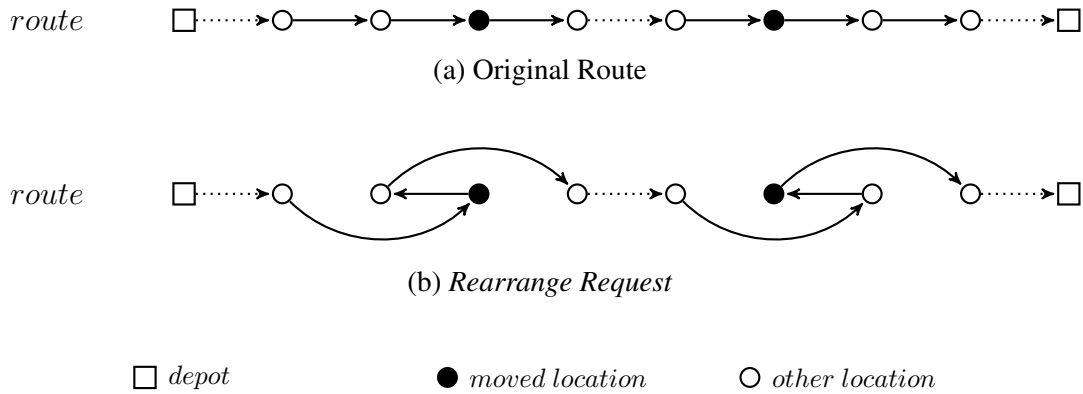 route
(a) Original Route
route
(b) Rearrange Request
depot moved location other location